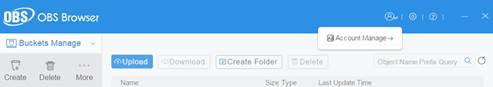 OBS OBS Browser
Account Manage
Buckets Manage
Upload Download Create Folder Delete Object Name Prefix Query
Create Delete More
Name Size Type Last Update Time